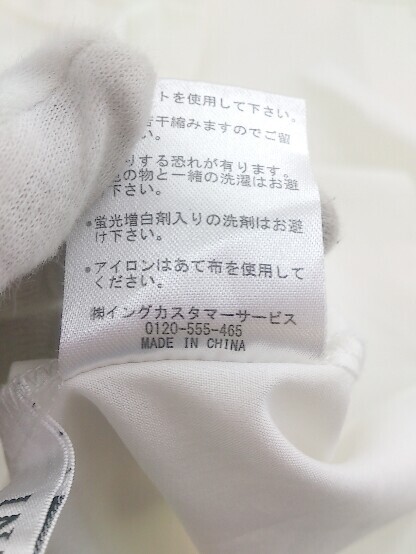 トを使用して下さい。
干縮みますのでご留
い。
りする恐れが有ります。
の物と一緒の洗濯はお避
下さい。
•蛍光増白剤入りの洗剤はお避
け下さい。
•アイロンはあて布を使用して
ください。
㈱イングカスタマーサービス
0120-555-465
MADE IN CHINA